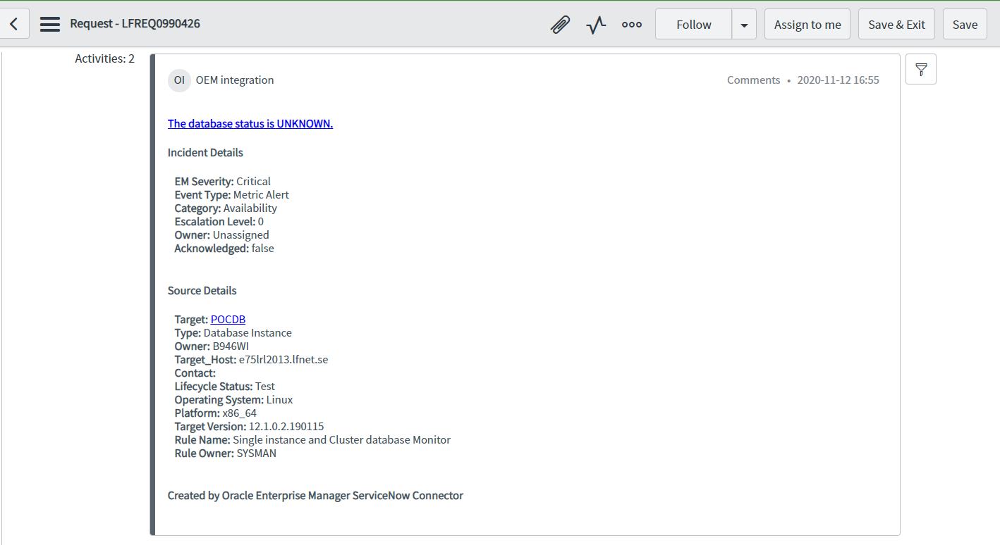 Request - LFREQ0990426
Follow
Assign to me
Save & Exit
Save
Activities: 2
OI OEM integration
Comments • 2020-11-12 16:55
The database status is UNKNOWN.
Incident Details
EM Severity: Critical
Event Type: Metric Alert
Category: Availability
Escalation Level: 0
Owner: Unassigned
Acknowledged: false
Source Details
Target: POCDB
Type: Database Instance
Owner: B946WI
Target_Host: e75lrl2013.lfnet.se
Contact:
Lifecycle Status: Test
Operating System: Linux
Platform: x86_64
Target Version: 12.1.0.2.190115
Rule Name: Single instance and Cluster database Monitor
Rule Owner: SYSMAN
Created by Oracle Enterprise Manager ServiceNow Connector